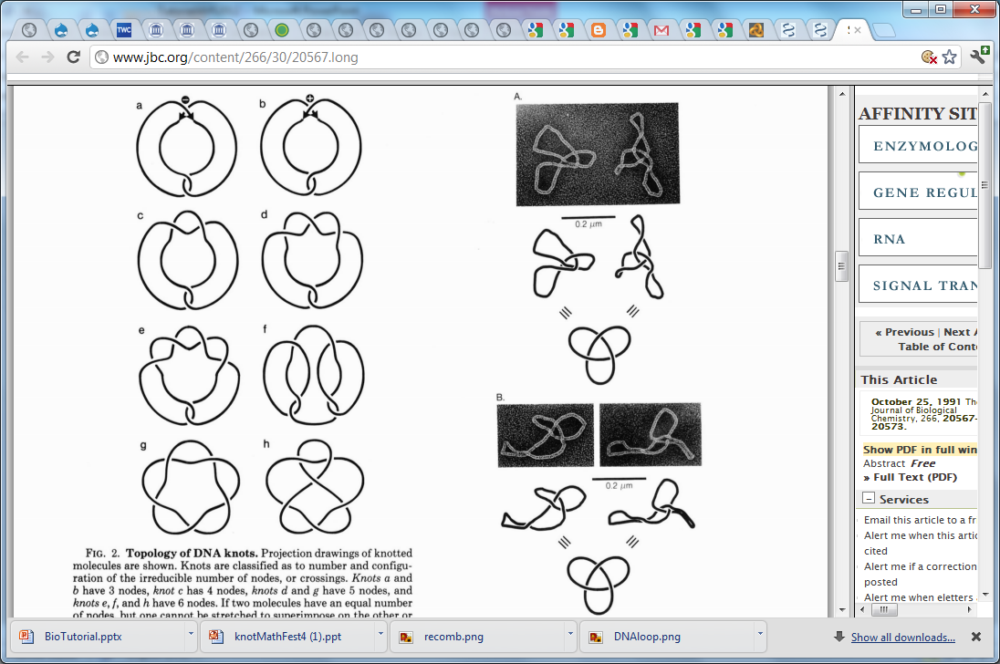 TWC
www.jbc.org/content/266/30/20567.long
a
b
c
d
e
f
g
h
FIG. 2. Topology of DNA knots. Projection drawings of knotted
molecules are shown. Knots are classified as to number and configu-
ration of the irreducible number of nodes, or crossings. Knots a and
b have 3 nodes, knot c has 4 nodes, knots d and g have 5 nodes, and
knots e, f, and h have 6 nodes. If two molecules have an equal number
of nodes, but one cannot be stretched to superimpose on the other or
A.
0.2 µm
B.
0.2 µm
AFFINITY SIT
ENZYMOLOG
GENE REGUL
RNA
SIGNAL TRAN
« Previous | Next A
Table of Conte
This Article
October 25, 1991 The
Journal of Biological
Chemistry, 266, 20567-
20573.
Show PDF in full win
Abstract Free
» Full Text (PDF)
Services
Email this article to a fr
Alert me when this artic
cited
Alert me if a correction
posted
Alert me when eletters
BioTutorial.pptx
knotMathFest4 (1).ppt
recomb.png
DNAloop.png
Show all downloads...